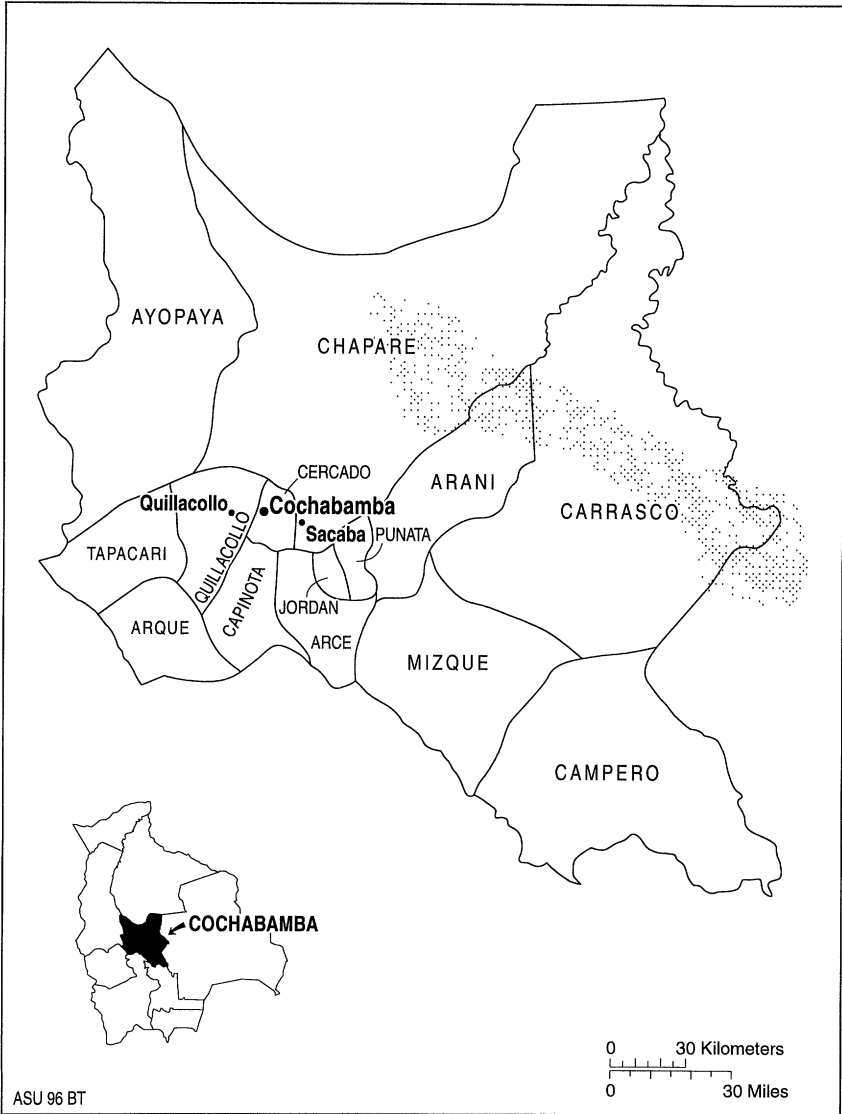 AYOPAYA
CHAPARE
CERCADO
ARANI
Quillacollo
Cochabamba
CARRASCO
Sacaba
PUNATA
TAPACARI
QUILLACOLLO
CAPINOTA
JORDAN
ARQUE
ARCE
MIZQUE
CAMPERO
COCHABAMBA
0 30 Kilometers
0 30 Miles
ASU 96 BT